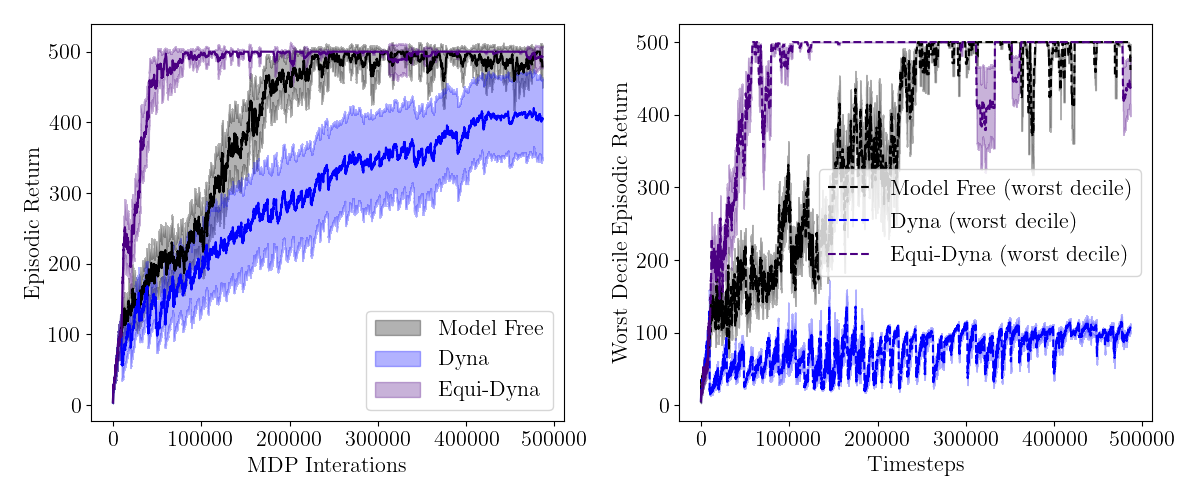 Episodic Return
500
400
300
200
100
0
Model Free
Dyna
Equi-Dyna
0 100000 200000 300000 400000 500000
MDP Interations
Worst Decile Episodic Return
500
400
300
200
100
0
Model Free (worst decile)
Dyna (worst decile)
Equi-Dyna (worst decile)
0 100000 200000 300000 400000 500000
Timesteps